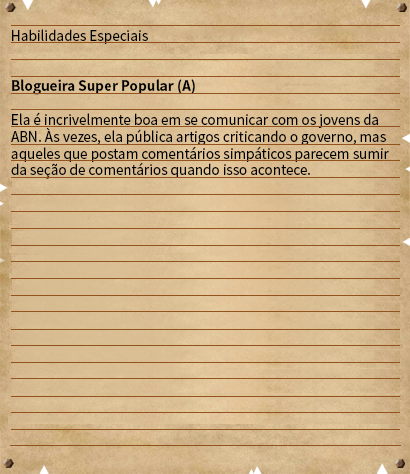 Habilidades Especiais
Blogueira Super Popular (A)
Ela é incrivelmente boa em se comunicar com os jovens da
ABN. Às vezes, ela pública artigos criticando o governo, mas
aqueles que postam comentários simpáticos parecem sumir
da seção de comentários quando isso acontece.